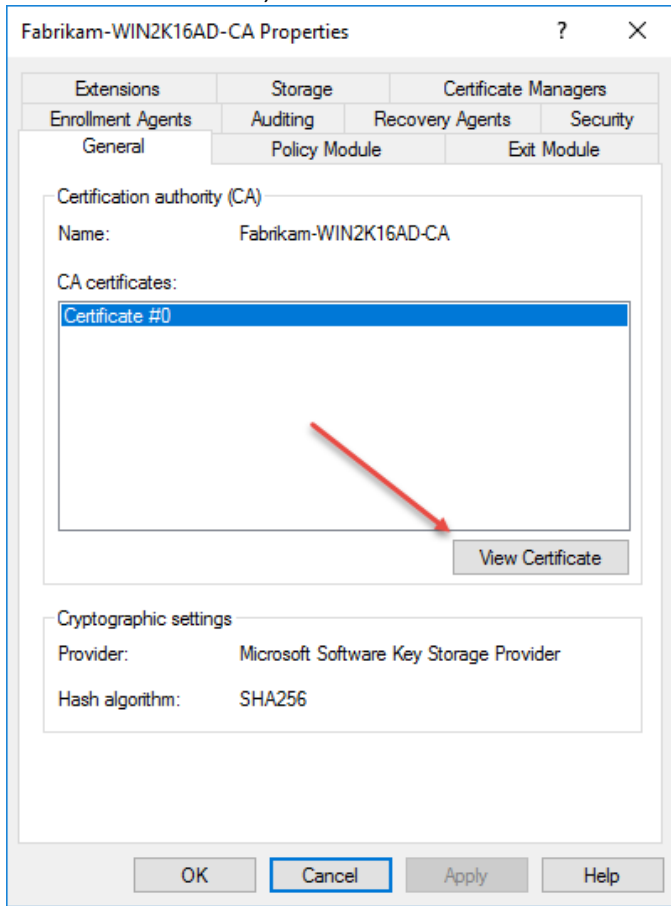 Fabrikam-WIN2K16AD-CA Properties ? ×
Extensions Storage Certificate Managers
Enrollment Agents Auditing Recovery Agents Security
General Policy Module Exit Module
Certification authority (CA)
Name: Fabrikam-WIN2K16AD-CA
CA certificates:
Certificate #0
View Certificate
Cryptographic settings
Provider: Microsoft Software Key Storage Provider
Hash algorithm: SHA256
OK Cancel Apply Help